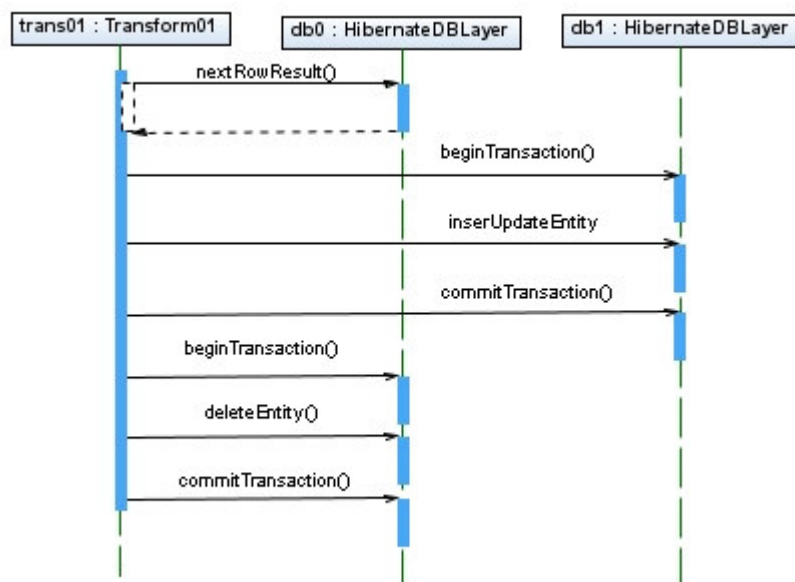 trans01 : Transform01
db0 : HibernateDBLayer
db1 : HibernateDBLayer
nextRowResult()
beginTransaction()
inserUpdateEntity
commitTransaction()
beginTransaction()
deleteEntity()
commitTransaction()